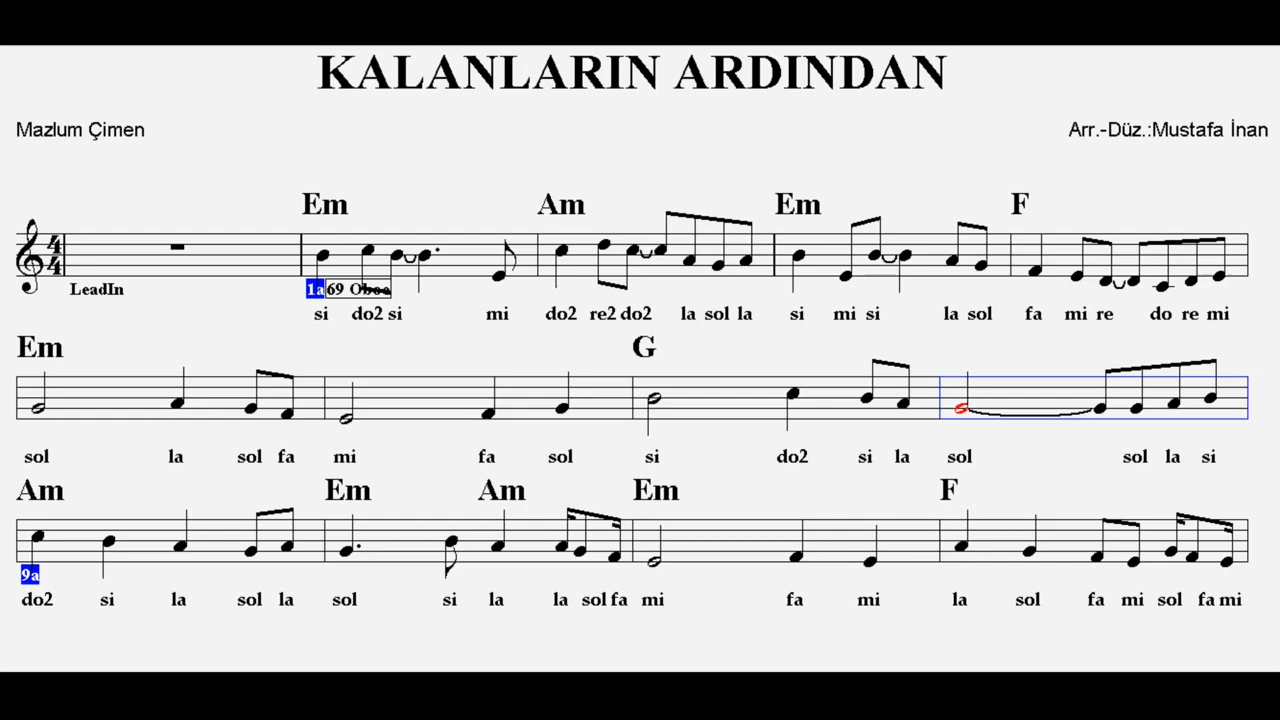 KALANLARIN ARDINDAN
Mazlum Çimen
Arr.-Düz.:Mustafa İnan
Em Am Em F
4 4
LeadIn 1a 69 Oboe
si do2 si mi do2 re2 do2 la sol la si mi si la sol fa mi re do re mi
Em G
sol la sol fa mi fa sol si do2 si la sol sol la si
Am Em Am Em F
9a
do2 si la sol la sol si la la sol fa mi fa mi la sol fa mi sol fa mi